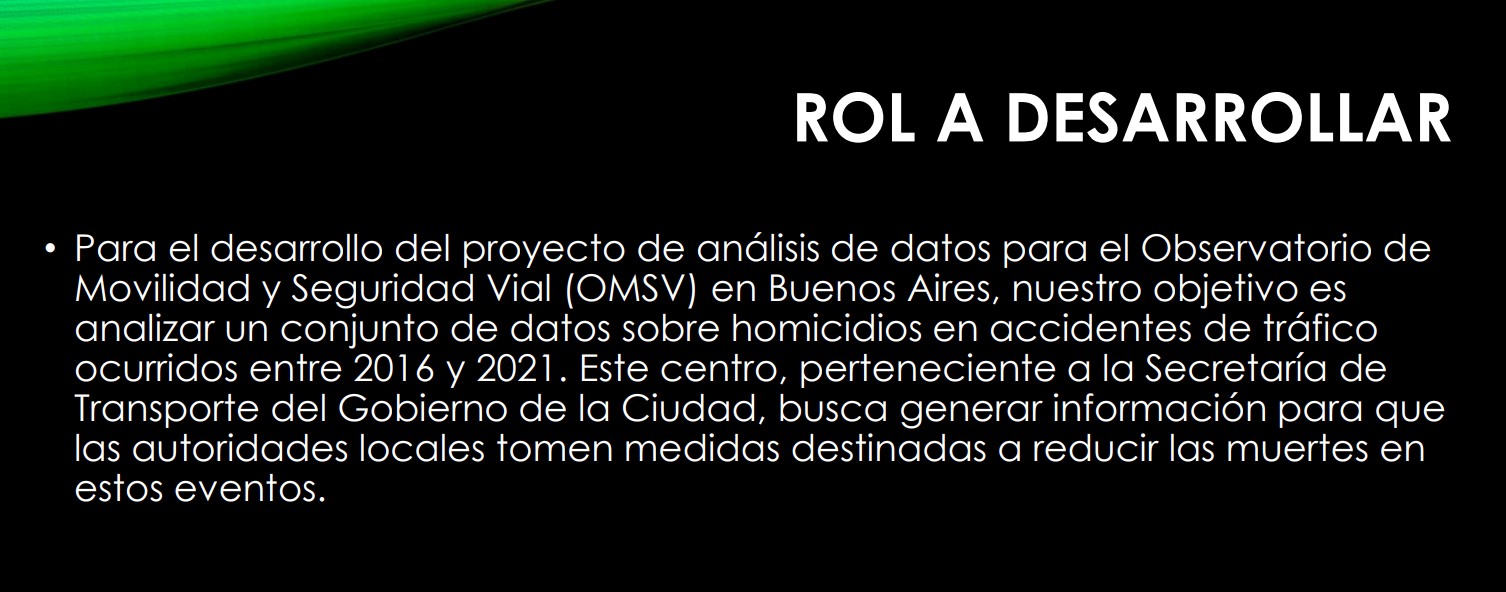 ROL A DESARROLLAR
• Para el desarrollo del proyecto de análisis de datos para el Observatorio de
Movilidad y Seguridad Vial (OMSV) en Buenos Aires, nuestro objetivo es
analizar un conjunto de datos sobre homicidios en accidentes de tráfico
ocurridos entre 2016 y 2021. Este centro, perteneciente a la Secretaría de
Transporte del Gobierno de la Ciudad, busca generar información para que
las autoridades locales tomen medidas destinadas a reducir las muertes en
estos eventos.